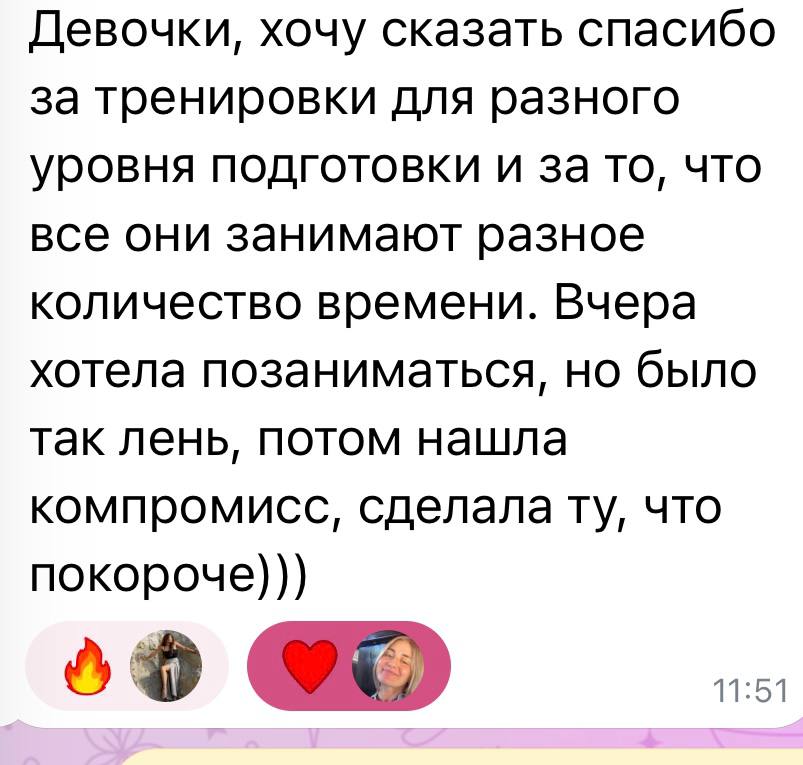 Девочки, хочу сказать спасибо
за тренировки для разного
уровня подготовки и за то, что
все они занимают разное
количество времени. Вчера
хотела позаниматься, но было
так лень, потом нашла
компромисс, сделала ту, что
покороче)))
11:51